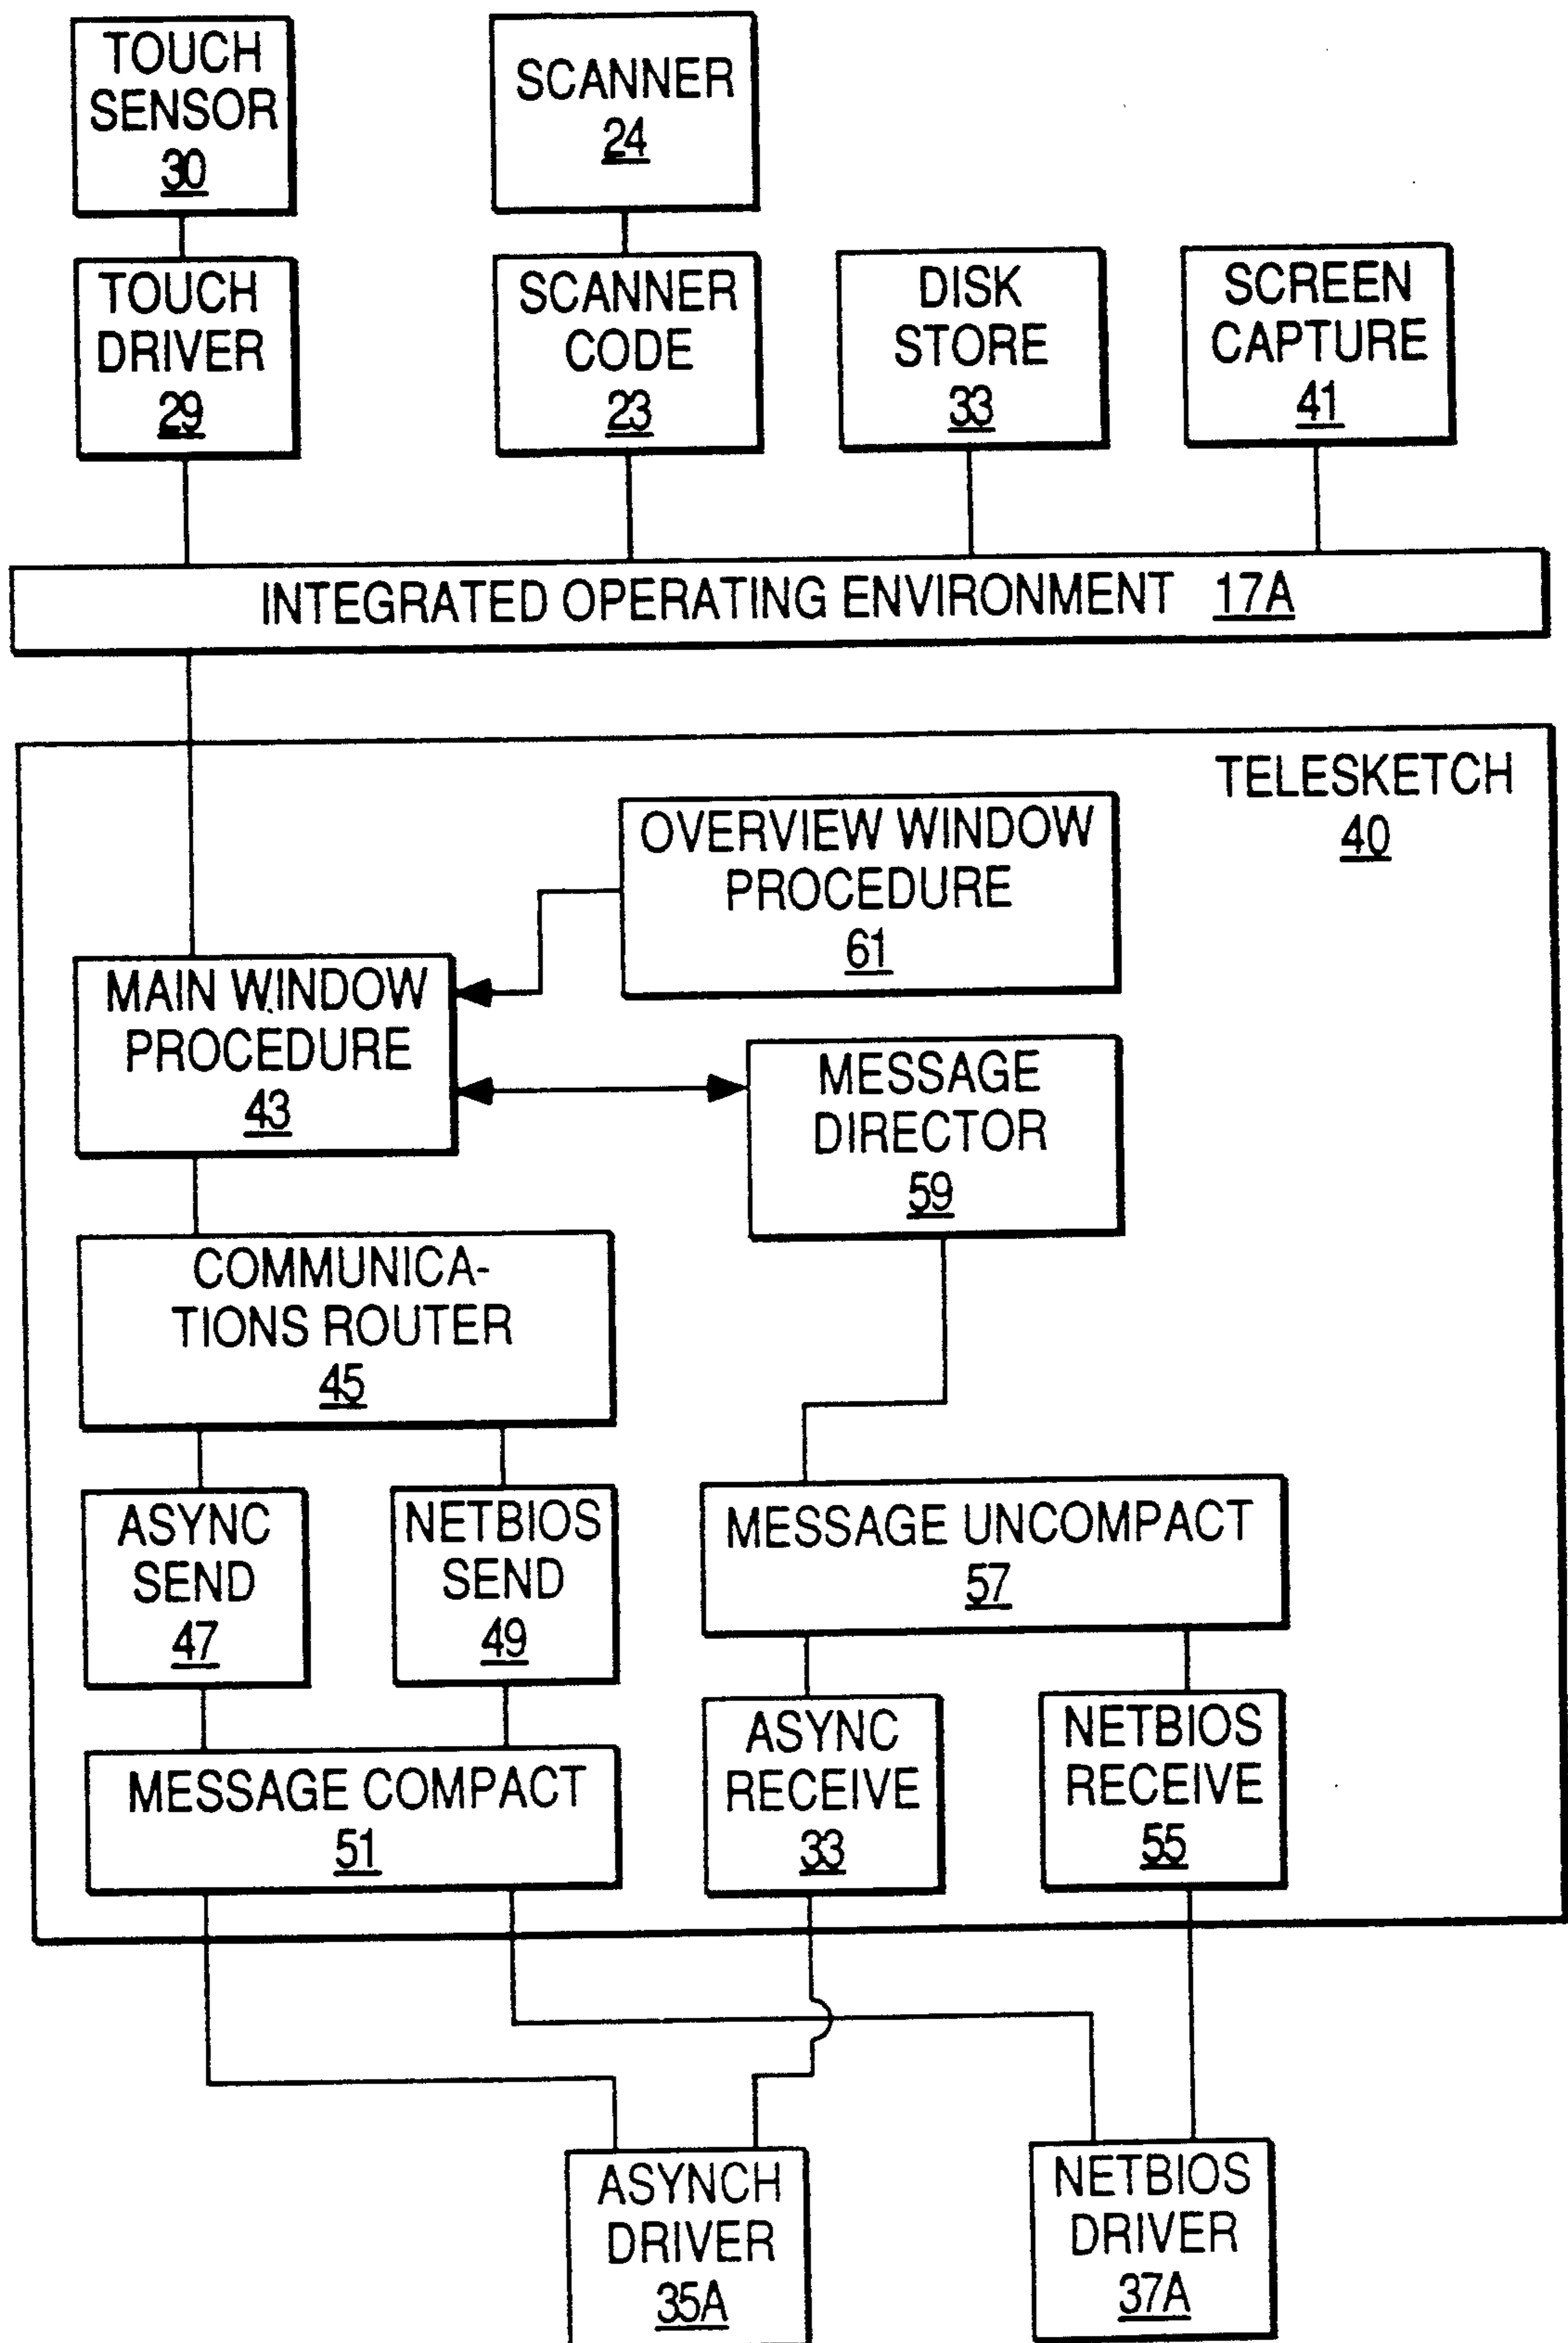 TOUCH
SENSOR
30
SCANNER
24
TOUCH
DRIVER
29
SCANNER
CODE
23
DISK
STORE
33
SCREEN
CAPTURE
41
INTEGRATED OPERATING ENVIRONMENT 17A
TELESKETCH
40
OVERVIEW WINDOW
PROCEDURE
61
MAIN WINDOW
PROCEDURE
43
MESSAGE
DIRECTOR
59
COMMUNICA-
TIONS ROUTER
45
ASYNC
SEND
47
NETBIOS
SEND
49
MESSAGE UNCOMPACT
57
MESSAGE COMPACT
51
ASYNC
RECEIVE
33
NETBIOS
RECEIVE
55
ASYNCH
DRIVER
35A
NETBIOS
DRIVER
37A